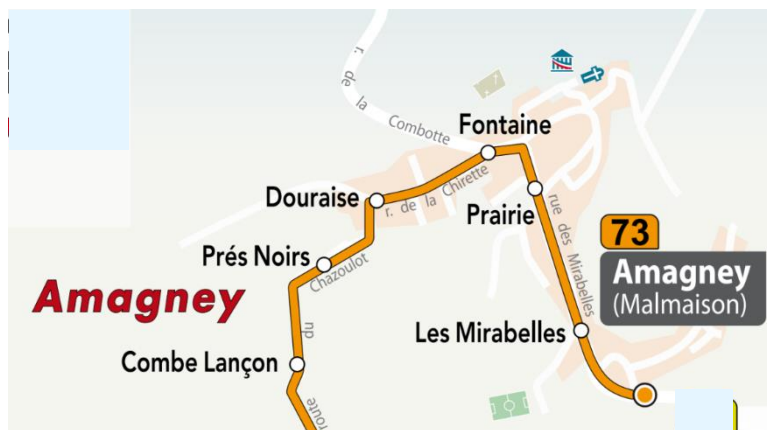 r. de la Combotte
Fontaine
Douraise
r. de la Chirette
Prairie
rue des Mirabelles
73
Prés Noirs
Chazoulot
Amagney
(Malmaison)
Amagney
du
Les Mirabelles
Combe Lançon
route